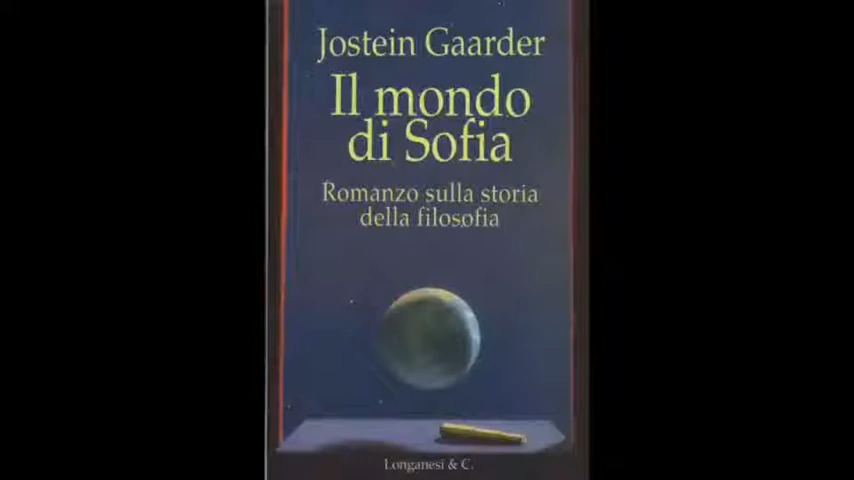 Jostein Gaarder
Il mondo
di Sofia
Romanzo sulla storia
della filosofia
Longanesi & C.